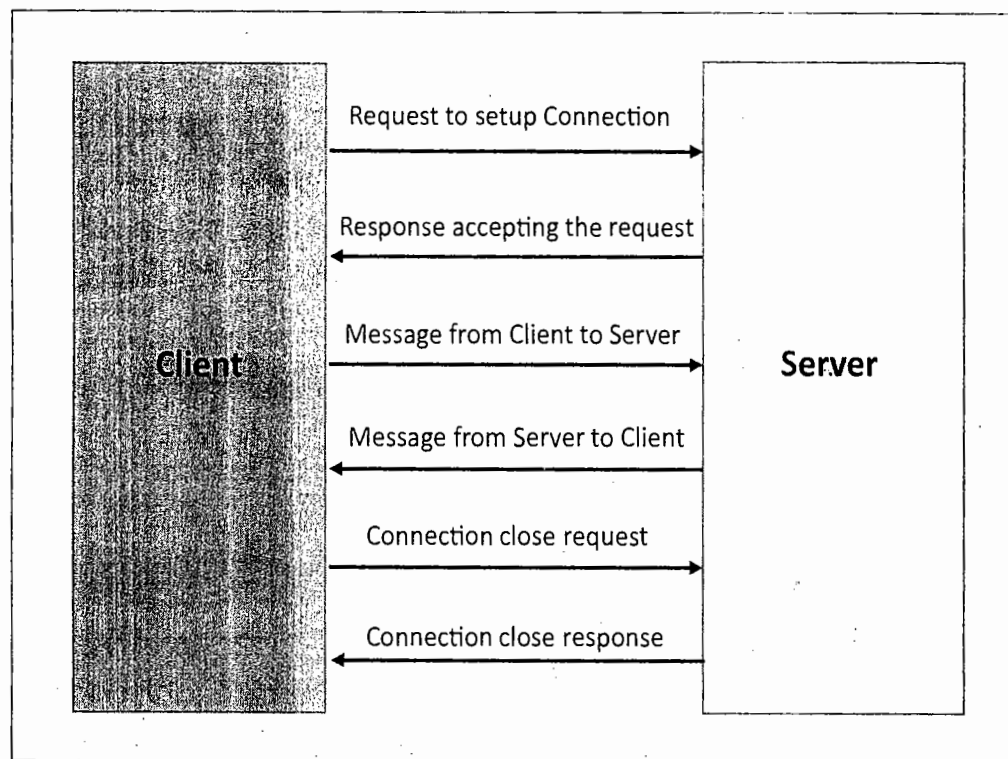 Request to setup Connection
Response accepting the request
Message from Client to Server
Client
Server
Message from Server to Client
Connection close request
Connection close response